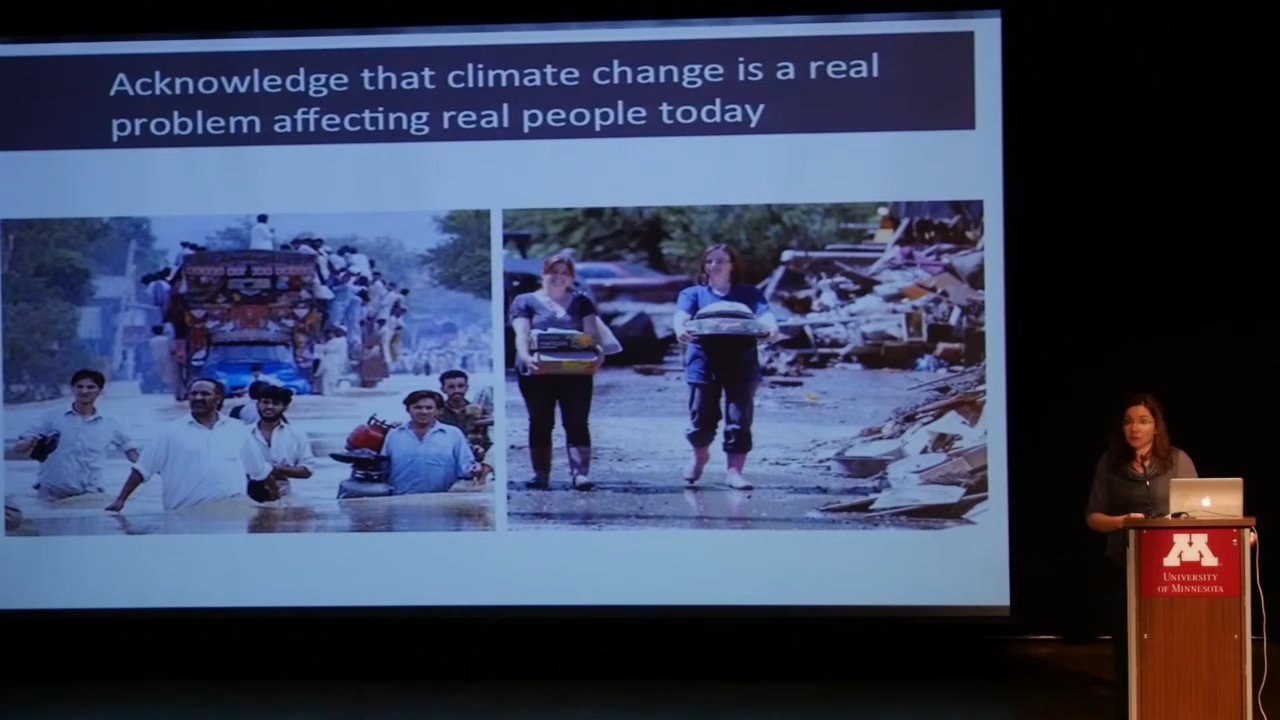 Acknowledge that climate change is a real
problem affecting real people today
M
UNIVERSITY
OF MINNESOTA